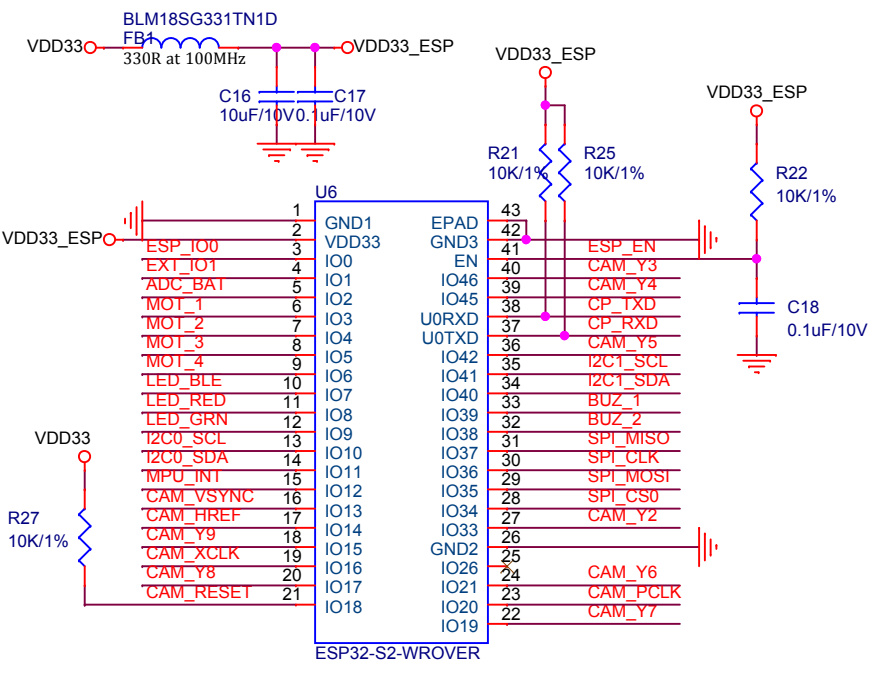 BLM18SG331TN1D
VDD33
FB1
VDD33_ESP
330R at 100MHz
C16
C17
10uF/10V
0.1uF/10V
VDD33_ESP
R21
10K/1%
R25
10K/1%
VDD33_ESP
R22
10K/1%
C18
0.1uF/10V
U6
VDD33_ESP
1 GND1
2 VDD33
ESP_IO0 3 IO0
EXT_IO1 4 IO1
ADC_BAT 5 IO2
MOT_1 6 IO3
MOT_2 7 IO4
MOT_3 8 IO5
MOT_4 9 IO6
LED_BLE 10 IO7
LED_RED 11 IO8
LED_GRN 12 IO9
I2C0_SCL 13 IO10
I2C0_SDA 14 IO11
MPU_INT 15 IO12
CAM_VSYNC 16 IO13
CAM_HREF 17 IO14
CAM_Y9 18 IO15
CAM_XCLK 19 IO16
CAM_Y8 20 IO17
CAM_RESET 21 IO18
VDD33
R27
10K/1%
EPAD 43
GND3 42
EN 41 ESP_EN
IO46 40 CAM_Y3
IO45 39 CAM_Y4
U0RXD 38 CP_TXD
U0TXD 37 CP_RXD
IO42 36 CAM_Y5
IO41 35 I2C1_SCL
IO40 34 I2C1_SDA
IO39 33 BUZ_1
IO38 32 BUZ_2
IO37 31 SPI_MISO
IO36 30 SPI_CLK
IO35 29 SPI_MOSI
IO34 28 SPI_CS0
IO33 27 CAM_Y2
GND2 26
IO26 25
IO21 24 CAM_Y6
IO20 23 CAM_PCLK
IO19 22 CAM_Y7
ESP32-S2-WROVER